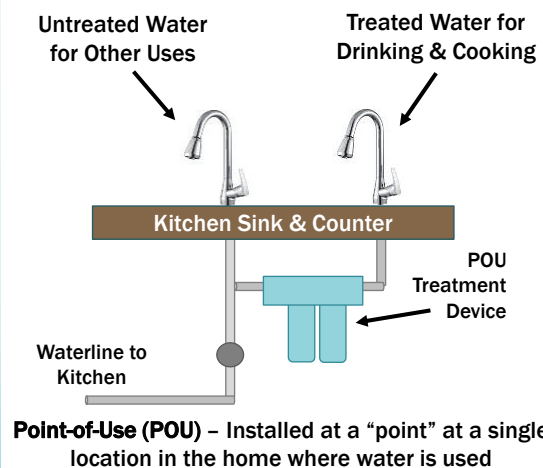 Untreated Water
for Other Uses
Treated Water for
Drinking & Cooking
Kitchen Sink & Counter
POU
Treatment
Device
Waterline to
Kitchen
Point-of-Use (POU) – Installed at a “point” at a single
location in the home where water is used